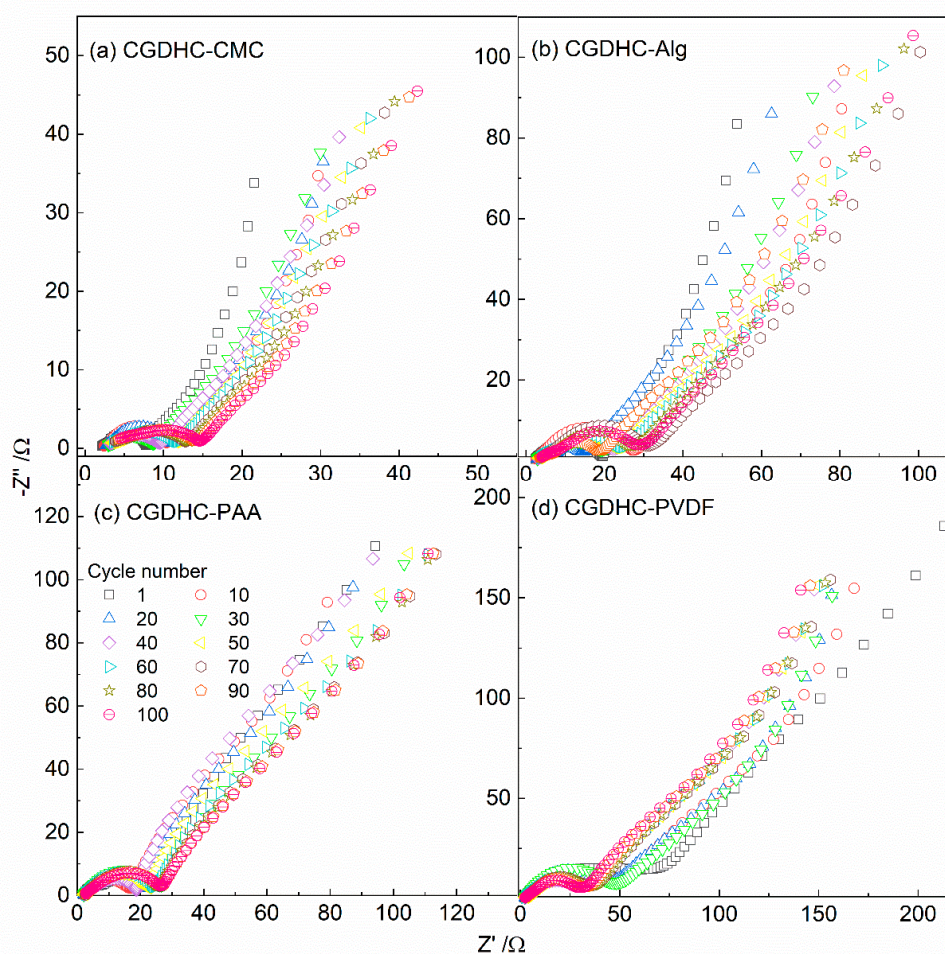 (a) CGDHC-CMC
50
40
30
20
10
0
0 10 20 30 40 50
(b) CGDHC-Alg
100
80
60
40
20
0 20 40 60 80 100
-Z'' /Ω
(c) CGDHC-PAA
120
100
80
60
40
20
0
0 20 40 60 80 100 120
Cycle number
1 10
20 30
40 50
60 70
80 90
100
(d) CGDHC-PVDF
200
150
100
50
0 50 100 150 200
Z' /Ω